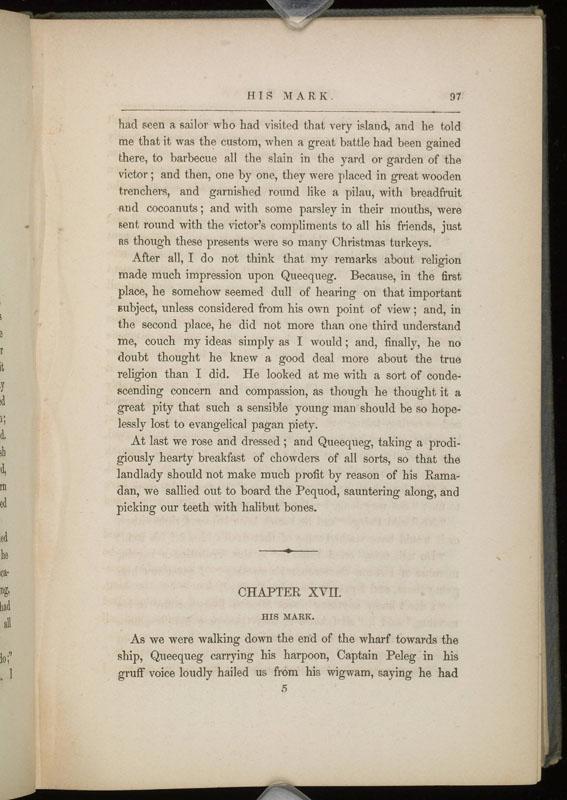 HIS MARK. 97
had seen a sailor who had visited that very island, and he told
me that it was the custom, when a great battle had been gained
there, to barbecue all the slain in the yard or garden of the
victor; and then, one by one, they were placed in great wooden
trenchers, and garnished round like a pilau, with breadfruit
and cocoanuts; and with some parsley in their mouths, were
sent round with the victor's compliments to all his friends, just
as though these presents were so many Christmas turkeys.
After all, I do not think that my remarks about religion
made much impression upon Queequeg. Because, in the first
place, he somehow seemed dull of hearing on that important
subject, unless considered from his own point of view; and, in
the second place, he did not more than one third understand
me, couch my ideas simply as I would; and, finally, he no
doubt thought he knew a good deal more about the true
religion than I did. He looked at me with a sort of conde-
scending concern and compassion, as though he thought it a
great pity that such a sensible young man should be so hope-
lessly lost to evangelical pagan piety.
At last we rose and dressed; and Queequeg, taking a prodi-
giously hearty breakfast of chowders of all sorts, so that the
landlady should not make much profit by reason of his Rama-
dan, we sallied out to board the Pequod, sauntering along, and
picking our teeth with halibut bones.
CHAPTER XVII.
HIS MARK.
As we were walking down the end of the wharf towards the
ship, Queequeg carrying his harpoon, Captain Peleg in his
gruff voice loudly hailed us from his wigwam, saying he had
5